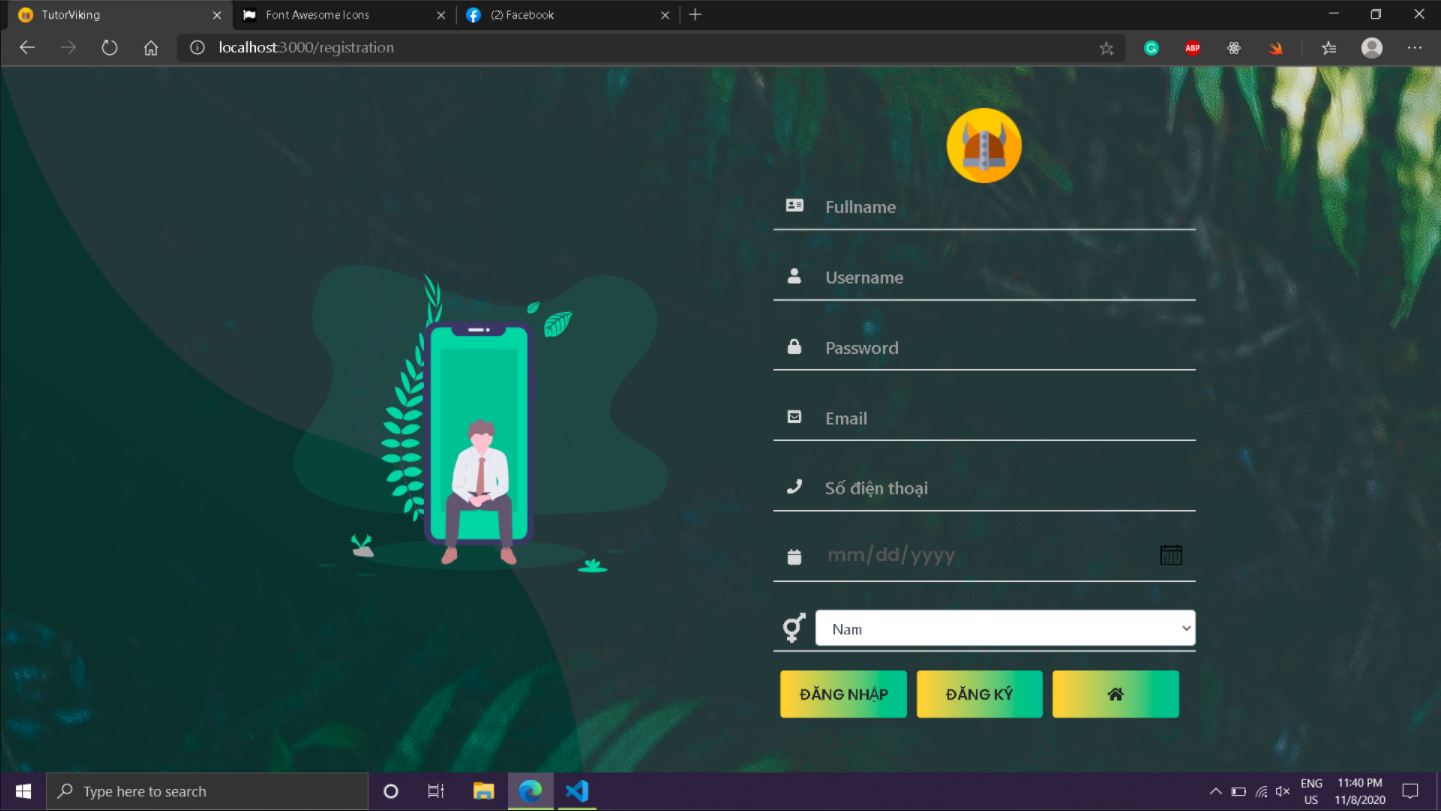 TutorViking
Font Awesome Icons
(2) Facebook
localhost:3000/registration
ABP
Fullname
Username
Password
Email
Số điện thoại
mm/dd/yyyy
Nam
ĐĂNG NHẬP
ĐĂNG KÝ
Type here to search
ENG
US
11:40 PM
11/8/2020